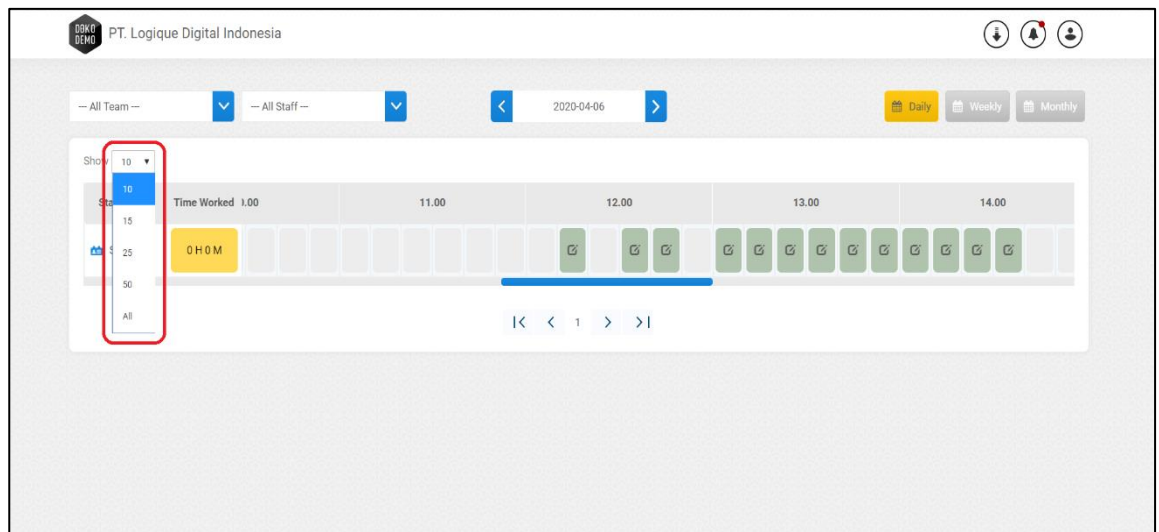 DOKO
DEMO
PT. Logique Digital Indonesia
-- All Team --
-- All Staff --
2020-04-06
Daily
Weekly
Monthly
Show 10
10
15
25
50
All
Time Worked
.00
11.00
12.00
13.00
14.00
0 H 0 M
1